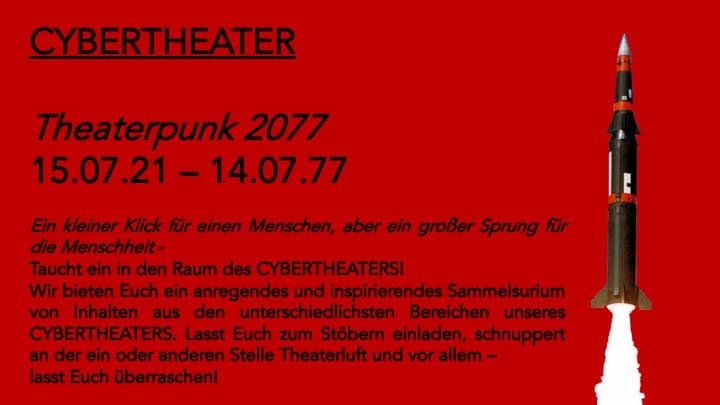 CYBERTHEATER
Theaterpunk 2077
15.07.21 – 14.07.77
Ein kleiner Klick für einen Menschen, aber ein großer Sprung für
die Menschheit -
Taucht ein in den Raum des CYBERTHEATERS!
Wir bieten Euch ein anregendes und inspirierendes Sammelsurium
von Inhalten aus den unterschiedlichsten Bereichen unseres
CYBERTHEATERS. Lasst Euch zum Stöbern einladen, schnuppert
an der ein oder anderen Stelle Theaterluft und vor allem –
lasst Euch überraschen!